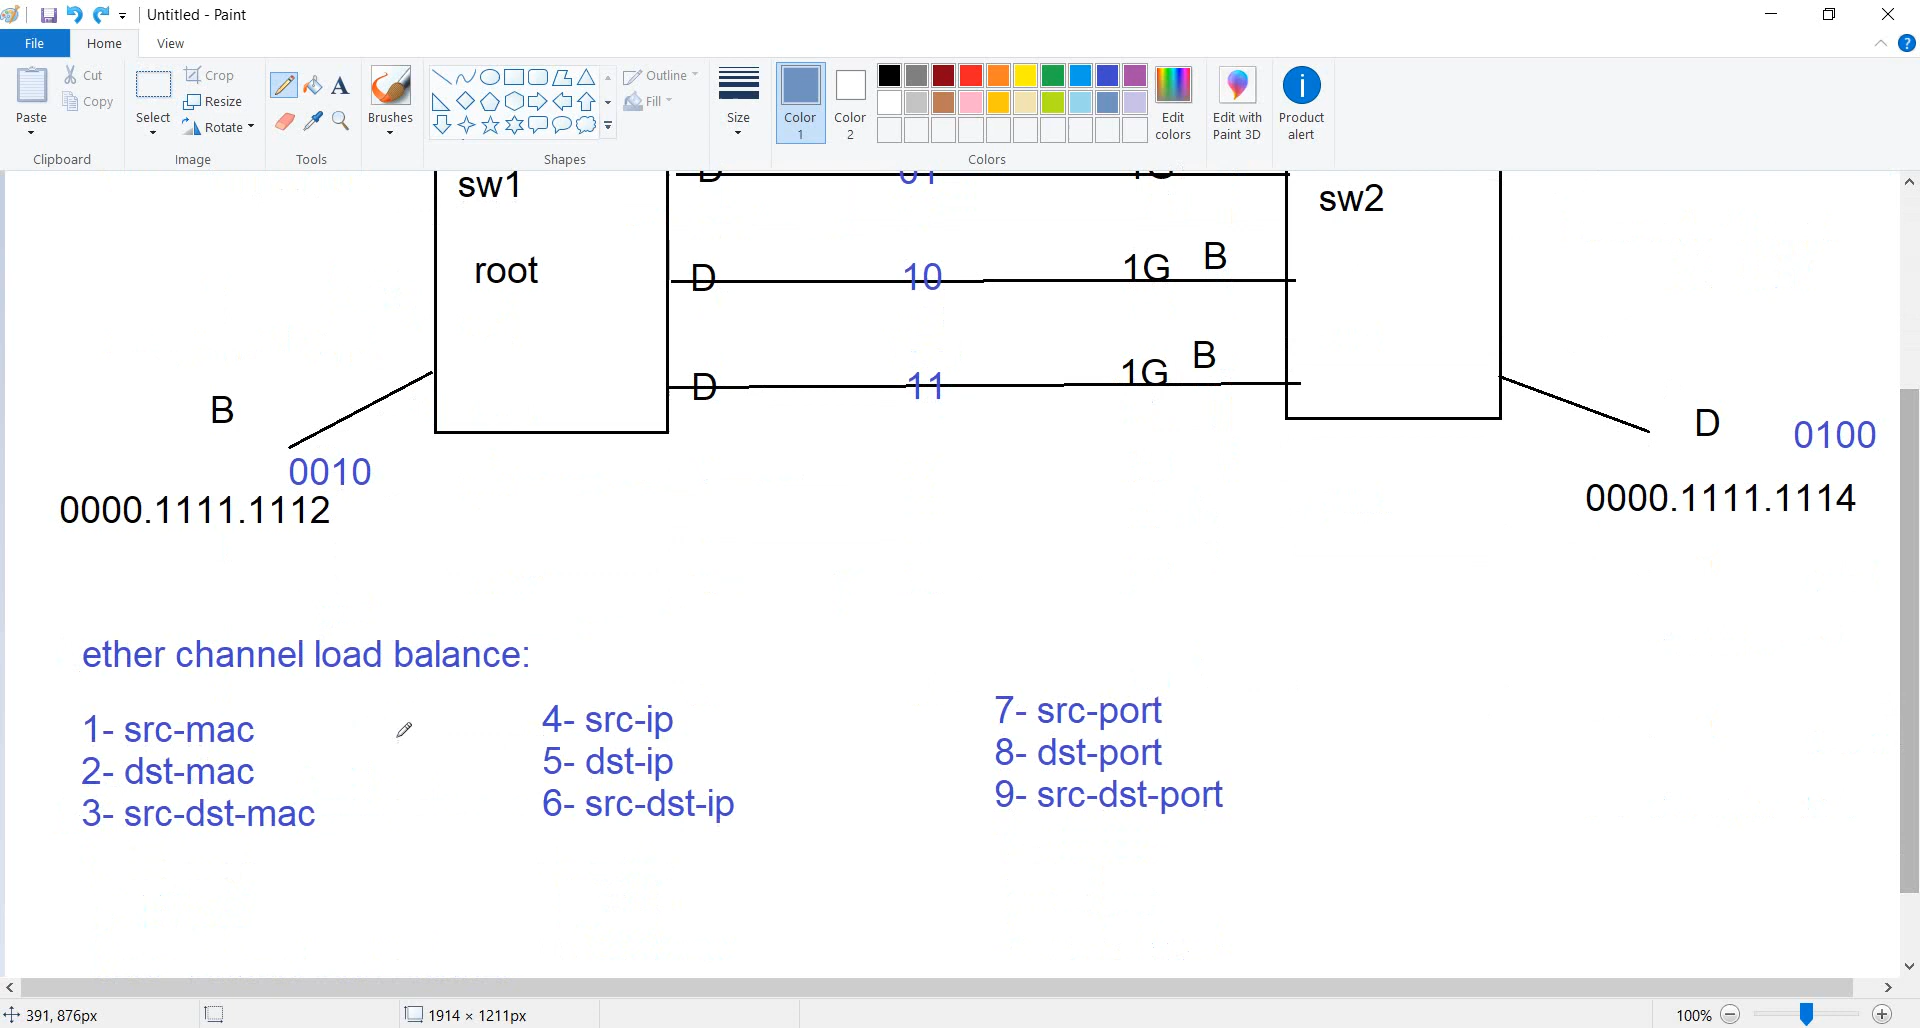 Untitled - Paint
File Home View
Paste
Cut
Copy
Clipboard
Select
Crop
Resize
Rotate
Image
Tools
Brushes
Outline
Fill
Shapes
Size
Color 1
Color 2
Edit colors
Colors
Edit with Paint 3D
Product alert
sw1
D
sw2
root
D 10 1G B
D 11 1G B
B
0010
0000.1111.1112
D 0100
0000.1111.1114
ether channel load balance:
1- src-mac
2- dst-mac
3- src-dst-mac
4- src-ip
5- dst-ip
6- src-dst-ip
7- src-port
8- dst-port
9- src-dst-port
391, 876px
1914 × 1211px
100%